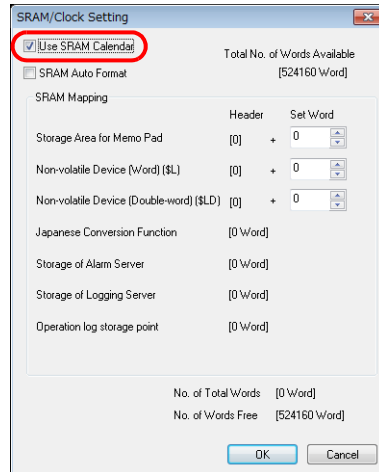 SRAM/Clock Setting
Use SRAM Calendar
Total No. of Words Available
SRAM Auto Format [524160 Word]
SRAM Mapping
Header Set Word
Storage Area for Memo Pad [0] + 0
Non-volatile Device (Word) ($L) [0] + 0
Non-volatile Device (Double-word) ($LD) [0] + 0
Japanese Conversion Function [0 Word]
Storage of Alarm Server [0 Word]
Storage of Logging Server [0 Word]
Operation log storage point [0 Word]
No. of Total Words [0 Word]
No. of Words Free [524160 Word]
OK Cancel